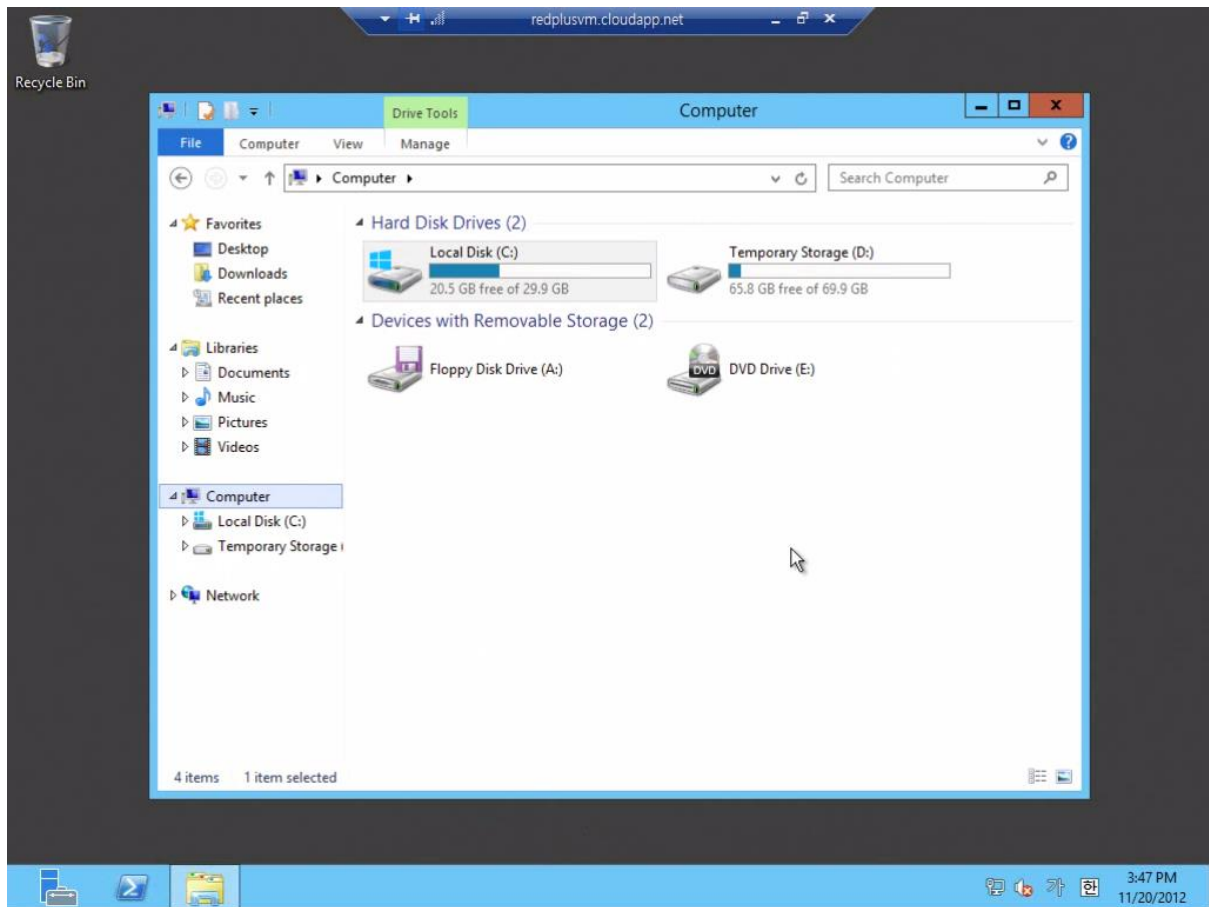 redplusvm.cloudapp.net
Recycle Bin
Drive Tools
Computer
File Computer View Manage
Computer
Search Computer
Favorites
Desktop
Downloads
Recent places
Libraries
Documents
Music
Pictures
Videos
Computer
Local Disk (C:)
Temporary Storage (
Network
Hard Disk Drives (2)
Local Disk (C:)
20.5 GB free of 29.9 GB
Temporary Storage (D:)
65.8 GB free of 69.9 GB
Devices with Removable Storage (2)
Floppy Disk Drive (A:)
DVD
DVD Drive (E:)
4 items 1 item selected
가 한
3:47 PM
11/20/2012